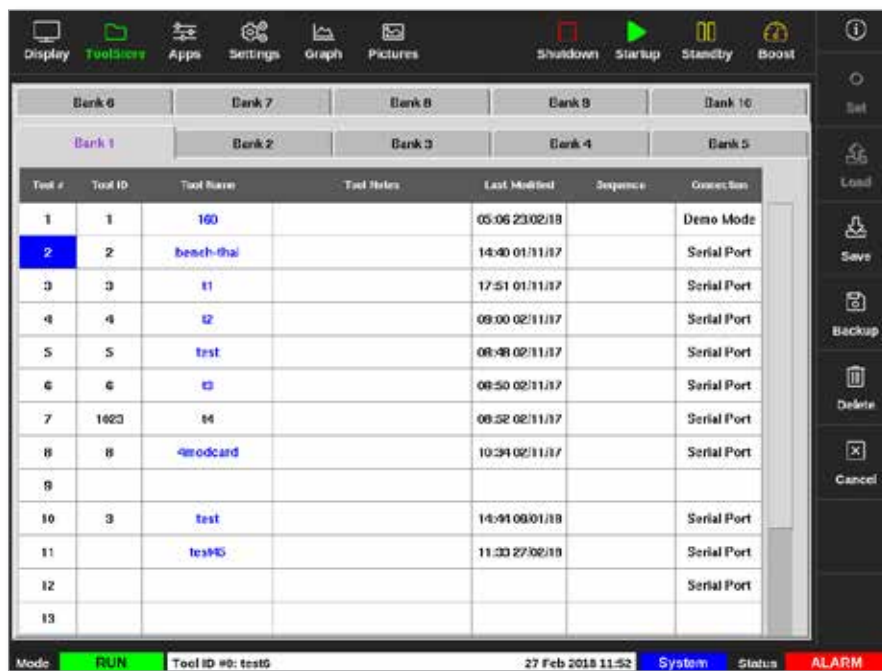 Display ToolStore Apps Settings Graph Pictures Shutdown Startup Standby Boost
Bank 6 Bank 7 Bank 8 Bank 9 Bank 10
Set
Bank 1 Bank 2 Bank 3 Bank 4 Bank 5
Tool # Tool ID Tool Name Tool Notes Last Modified Sequence Connection
Load
1 1 160 05:06 23/02/18 Demo Mode
2 2 bench-thai 14:40 01/11/17 Serial Port
Save
3 3 t1 17:51 01/11/17 Serial Port
4 4 t2 09:00 02/11/17 Serial Port
Backup
5 5 test 08:48 02/11/17 Serial Port
6 6 t3 08:50 02/11/17 Serial Port
Delete
7 1023 t4 08:52 02/11/17 Serial Port
8 8 4modcard 10:34 02/11/17 Serial Port
Cancel
9
10 3 test 14:44 Serial Port
11 test45 11:33 27/02/18 Serial Port
12 Serial Port
13
Mode RUN Tool ID #0: test6 27 Feb 2018 11:52 System Status ALARM